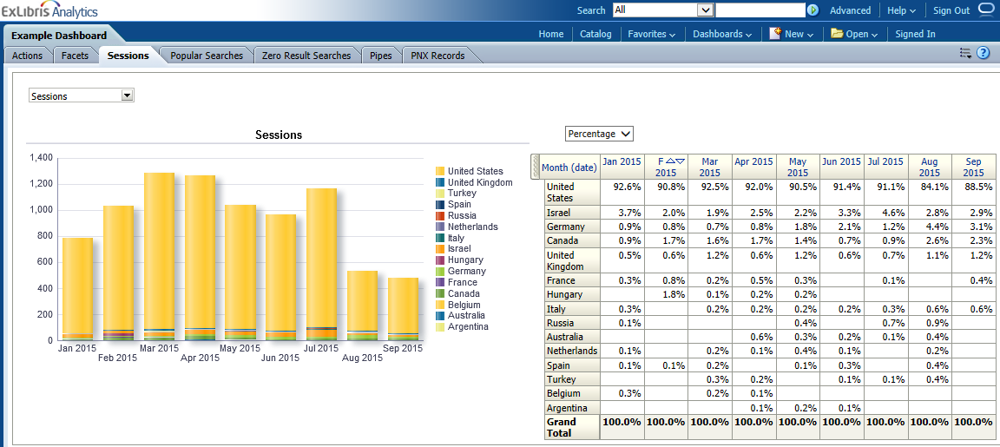 ExLibris Analytics
Search All Advanced Help Sign Out
Example Dashboard
Home Catalog Favorites Dashboards New Open Signed In
Actions Facets Sessions Popular Searches Zero Result Searches Pipes PNX Records
Sessions
Sessions
1,400
1,200
1,000
800
600
400
200
0
Jan 2015 Feb 2015 Mar 2015 Apr 2015 May 2015 Jun 2015 Jul 2015 Aug 2015 Sep 2015
United States
United Kingdom
Turkey
Spain
Russia
Netherlands
Italy
Israel
Hungary
Germany
France
Canada
Belgium
Australia
Argentina
Percentage
Month (date) Jan 2015 F 2015 Mar 2015 Apr 2015 May 2015 Jun 2015 Jul 2015 Aug 2015 Sep 2015
United States 92.6% 90.8% 92.5% 92.0% 90.5% 91.4% 91.1% 84.1% 88.5%
Israel 3.7% 2.0% 1.9% 2.5% 2.2% 3.3% 4.6% 2.8% 2.9%
Germany 0.9% 0.8% 0.7% 0.8% 1.8% 2.1% 1.2% 4.4% 3.1%
Canada 0.9% 1.7% 1.6% 1.7% 1.4% 0.7% 0.9% 2.6% 2.3%
United Kingdom 0.5% 0.6% 1.2% 0.6% 1.2% 0.6% 0.7% 1.1% 1.2%
France 0.3% 0.8% 0.2% 0.5% 0.3% 0.1% 0.4%
Hungary 1.8% 0.1% 0.2% 0.2%
Italy 0.3% 0.2% 0.2% 0.2% 0.2% 0.3% 0.6% 0.6%
Russia 0.1% 0.4% 0.7% 0.9%
Australia 0.6% 0.3% 0.2% 0.1% 0.4%
Netherlands 0.1% 0.2% 0.1% 0.4% 0.1% 0.2%
Spain 0.1% 0.1% 0.2% 0.1% 0.3% 0.4%
Turkey 0.3% 0.2% 0.1% 0.1% 0.4%
Belgium 0.3% 0.2% 0.1%
Argentina 0.1% 0.2% 0.1%
Grand Total 100.0% 100.0% 100.0% 100.0% 100.0% 100.0% 100.0% 100.0% 100.0%